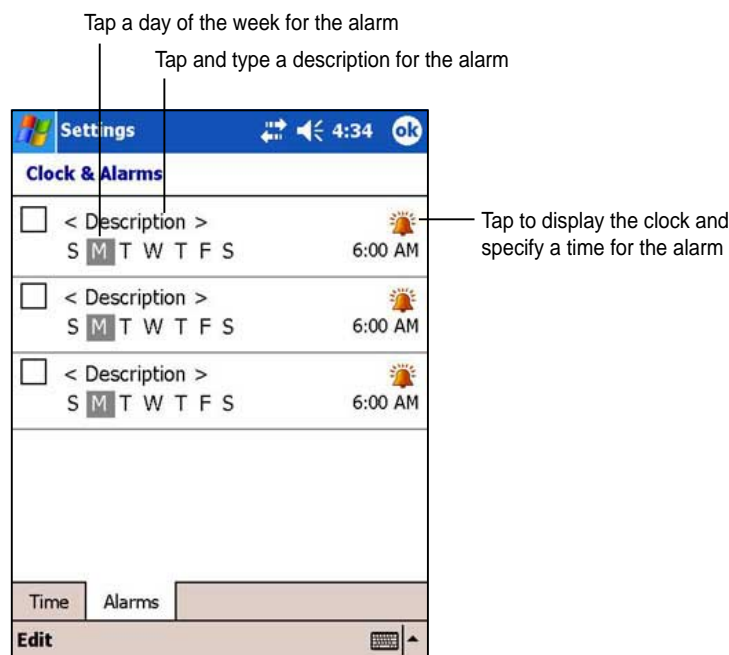 Tap a day of the week for the alarm
Tap and type a description for the alarm
Settings 4:34 ok
Clock & Alarms
< Description >
S M T W T F S 6:00 AM
Tap to display the clock and
specify a time for the alarm
< Description >
S M T W T F S 6:00 AM
< Description >
S M T W T F S 6:00 AM
Time Alarms
Edit